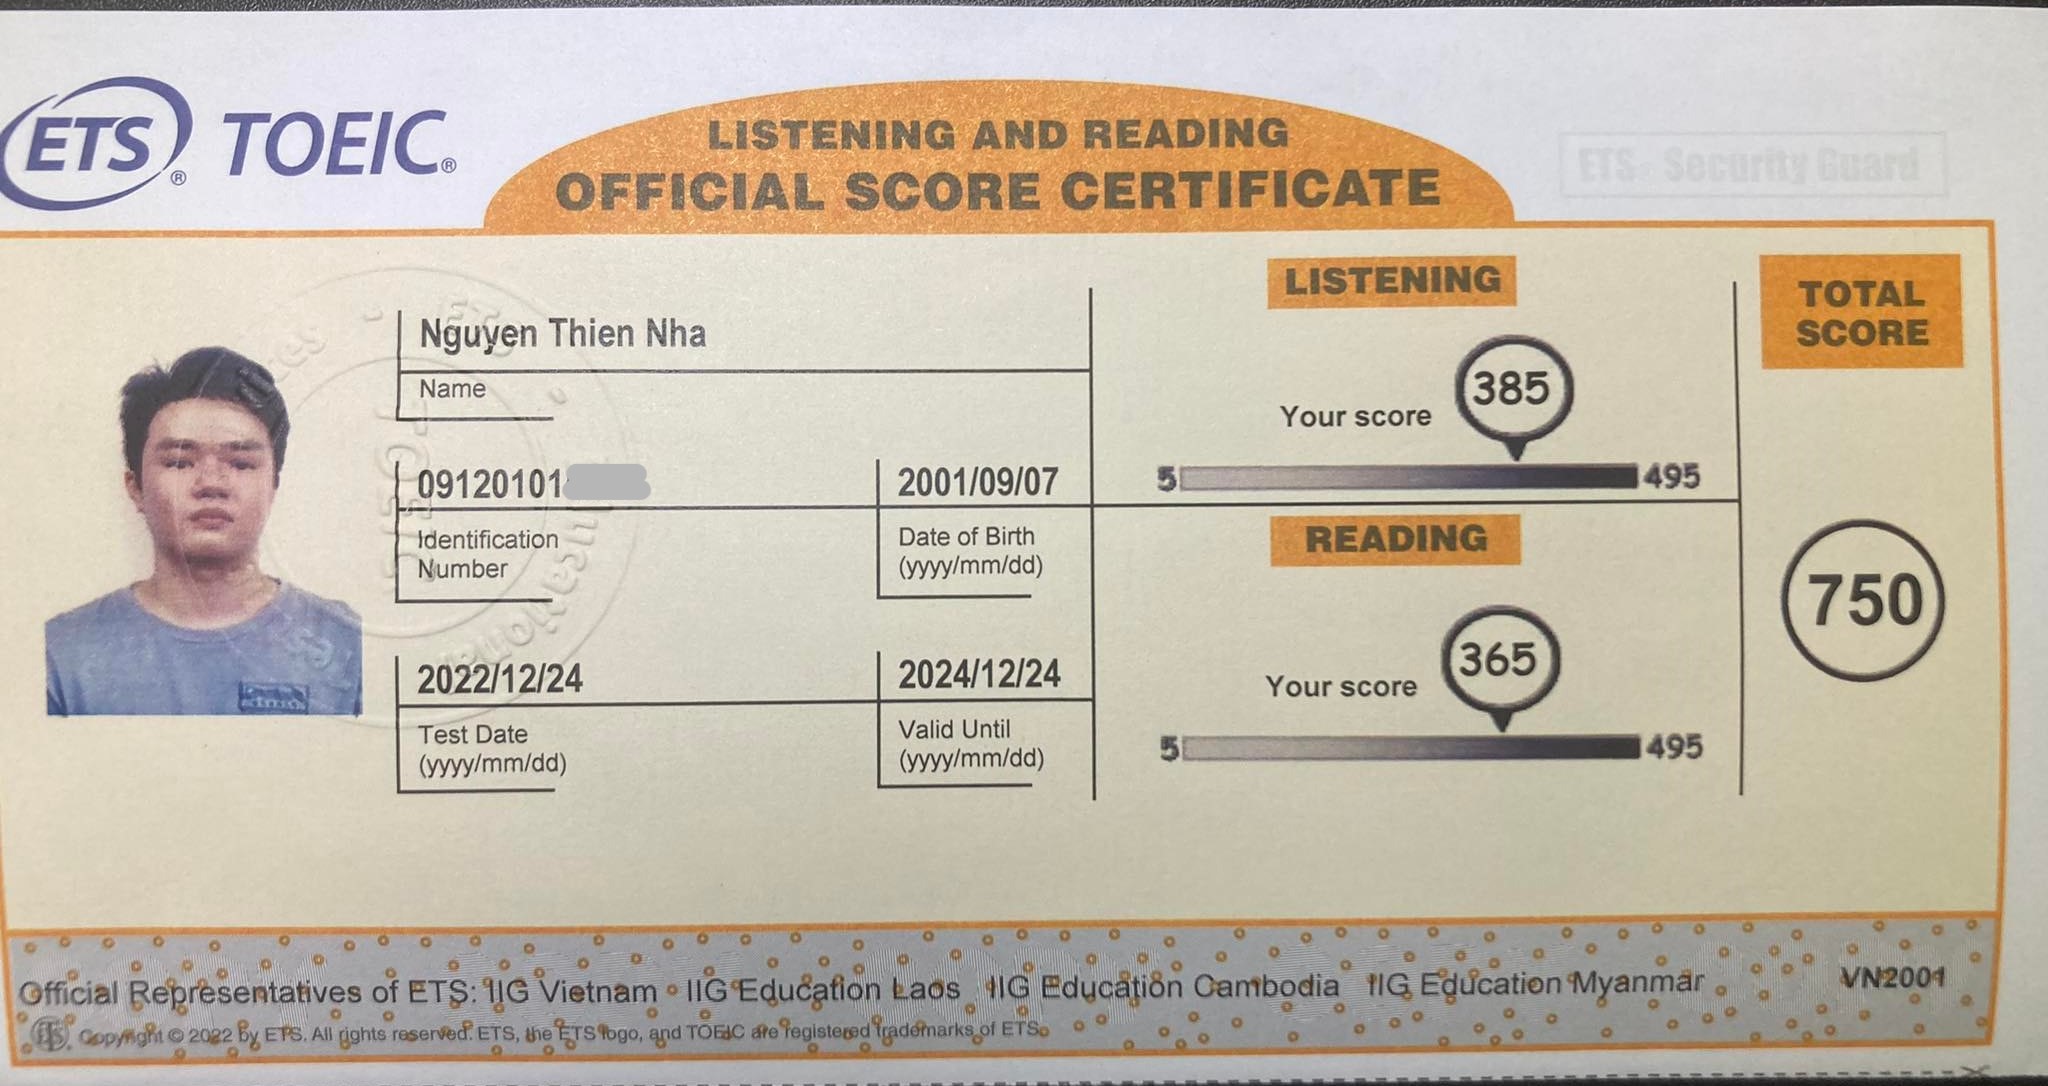 ETS® TOEIC®
LISTENING AND READING
OFFICIAL SCORE CERTIFICATE
ETS® Security Guard
Nguyen Thien Nha
Name
09120101
Identification
Number
2001/09/07
Date of Birth
(yyyy/mm/dd)
2022/12/24
Test Date
(yyyy/mm/dd)
2024/12/24
Valid Until
(yyyy/mm/dd)
LISTENING
Your score
385
5 495
READING
Your score
365
5 495
TOTAL
SCORE
750
Official Representatives of ETS: IIG Vietnam IIG Education Laos IIG Education Cambodia IIG Education Myanmar
VN2001
Copyright © 2022 by ETS. All rights reserved. ETS, the ETS logo, and TOEIC are registered trademarks of ETS.